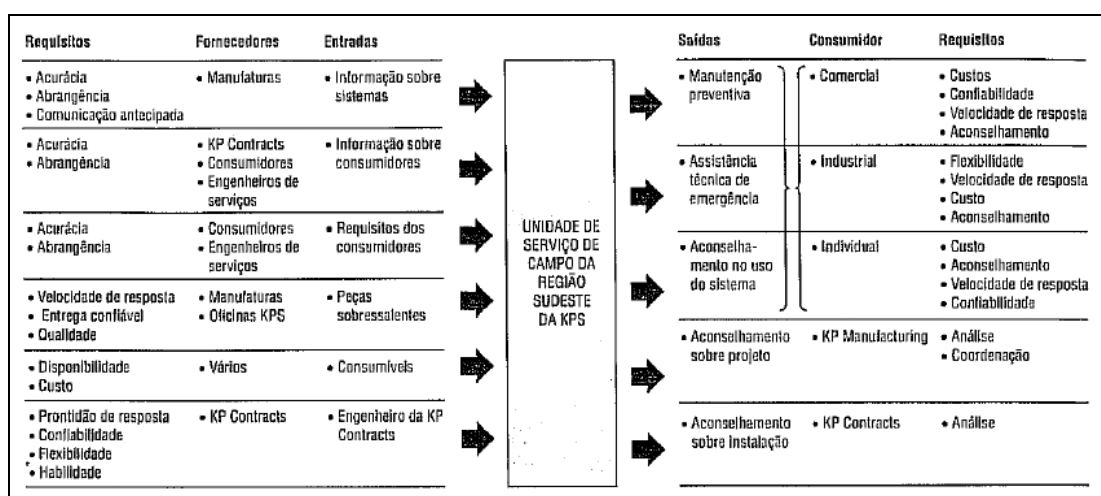 Requisitos
Fornecedores
Entradas
• Acurácia
• Abrangência
• Comunicação antecipada
• Manufaturas
• Informação sobre
sistemas
• Acurácia
• Abrangência
• KP Contracts
• Consumidores
• Engenheiros de
serviços
• Informação sobre
consumidores
• Acurácia
• Abrangência
• Consumidores
• Engenheiros de
serviços
• Requisitos dos
consumidores
• Velocidade de resposta
• Entrega confiável
• Qualidade
• Manufaturas
• Oficinas KPS
• Peças
sobressalentes
• Disponibilidade
• Custo
• Vários
• Consumíveis
• Prontidão de resposta
• Confiabilidade
• Flexibilidade
• Habilidade
• KP Contracts
• Engenheiro da KP
Contracts
UNIDADE DE
SERVIÇO DE
CAMPO DA
REGIÃO
SUDESTE
DA KPS
Saídas
Consumidor
Requisitos
• Manutenção
preventiva
• Comercial
• Custos
• Confiabilidade
• Velocidade de resposta
• Aconselhamento
• Assistência
técnica de
emergência
• Industrial
• Flexibilidade
• Velocidade de resposta
• Custo
• Aconselhamento
• Aconselha-
mento no uso
do sistema
• Individual
• Custo
• Aconselhamento
• Velocidade de resposta
• Confiabilidade
• Aconselhamento
sobre projeto
• KP Manufacturing
• Análise
• Coordenação
• Aconselhamento
sobre instalação
• KP Contracts
• Análise